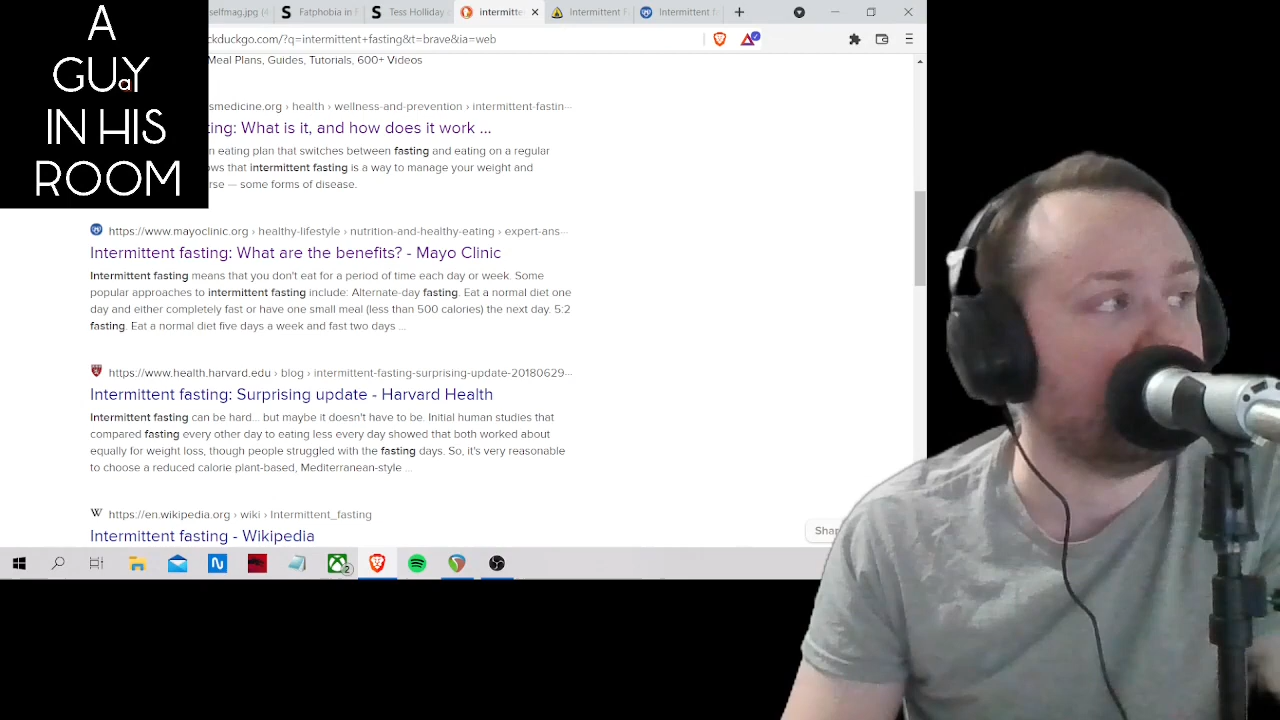 A
GUaY
IN HIS
ROOM
selfmag.jpg (4
Fatphobia in F
Tess Holliday
intermitte
Intermittent F
Intermittent f
ckduckgo.com/?q=intermittent+fasting&t=brave&ia=web
Meal Plans, Guides, Tutorials, 600+ Videos
smedicine.org › health › wellness-and-prevention › intermittent-fastin...
ting: What is it, and how does it work ...
n eating plan that switches between fasting and eating on a regular
ows that intermittent fasting is a way to manage your weight and
rse — some forms of disease.
https://www.mayoclinic.org › healthy-lifestyle › nutrition-and-healthy-eating › expert-ans...
Intermittent fasting: What are the benefits? - Mayo Clinic
Intermittent fasting means that you don't eat for a period of time each day or week. Some
popular approaches to intermittent fasting include: Alternate-day fasting. Eat a normal diet one
day and either completely fast or have one small meal (less than 500 calories) the next day. 5:2
fasting. Eat a normal diet five days a week and fast two days ...
https://www.health.harvard.edu › blog › intermittent-fasting-surprising-update-20180629...
Intermittent fasting: Surprising update - Harvard Health
Intermittent fasting can be hard... but maybe it doesn't have to be. Initial human studies that
compared fasting every other day to eating less every day showed that both worked about
equally for weight loss, though people struggled with the fasting days. So, it's very reasonable
to choose a reduced calorie plant-based, Mediterranean-style ...
W https://en.wikipedia.org › wiki › Intermittent_fasting
Intermittent fasting - Wikipedia
Shar
2